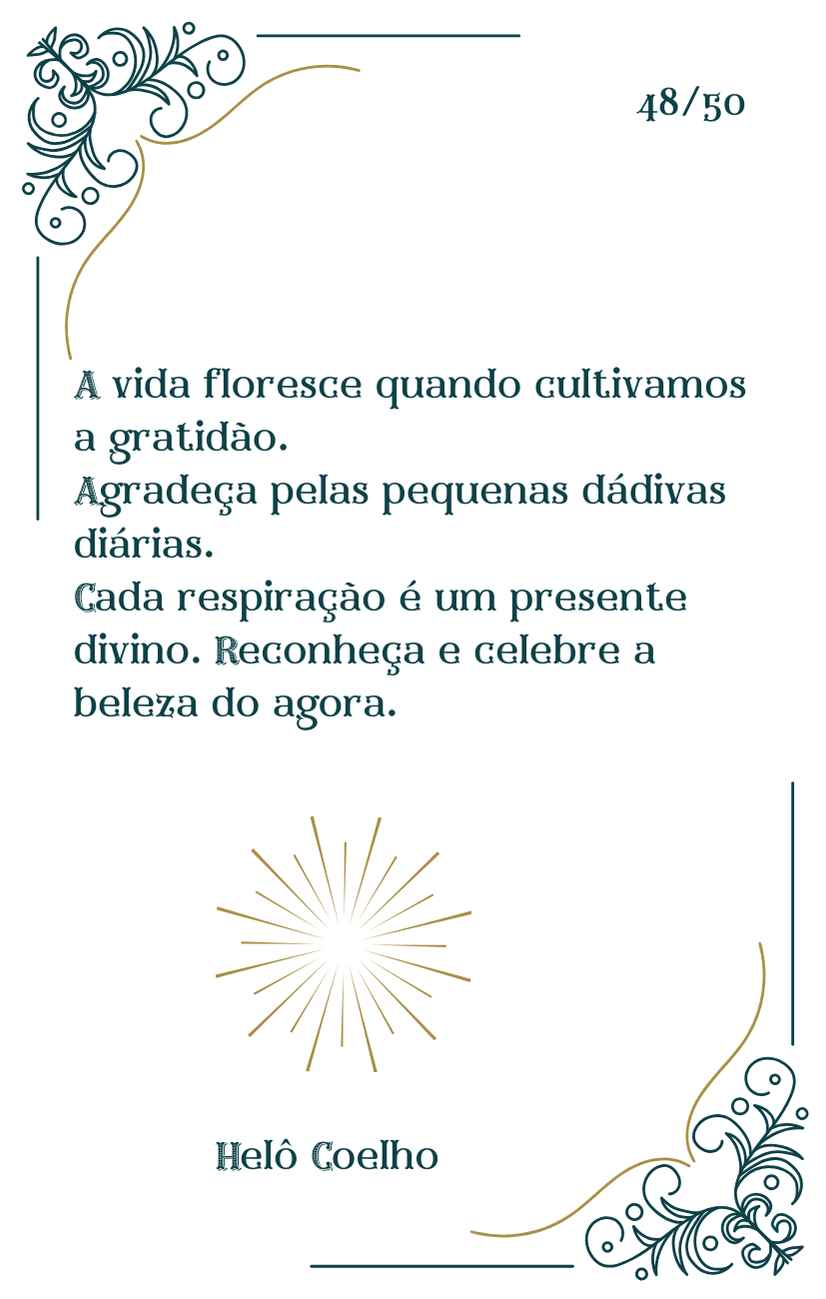 48/50
A vida floresce quando cultivamos
a gratidão.
Agradeça pelas pequenas dádivas
diárias.
Cada respiração é um presente
divino. Reconheça e celebre a
beleza do agora.
Helô Coelho